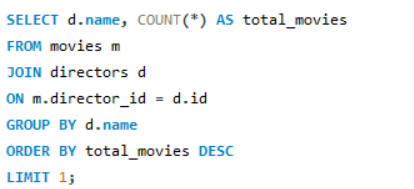 SELECT d.name, COUNT(*) AS total_movies
FROM movies m
JOIN directors d
ON m.director_id = d.id
GROUP BY d.name
ORDER BY total_movies DESC
LIMIT 1;